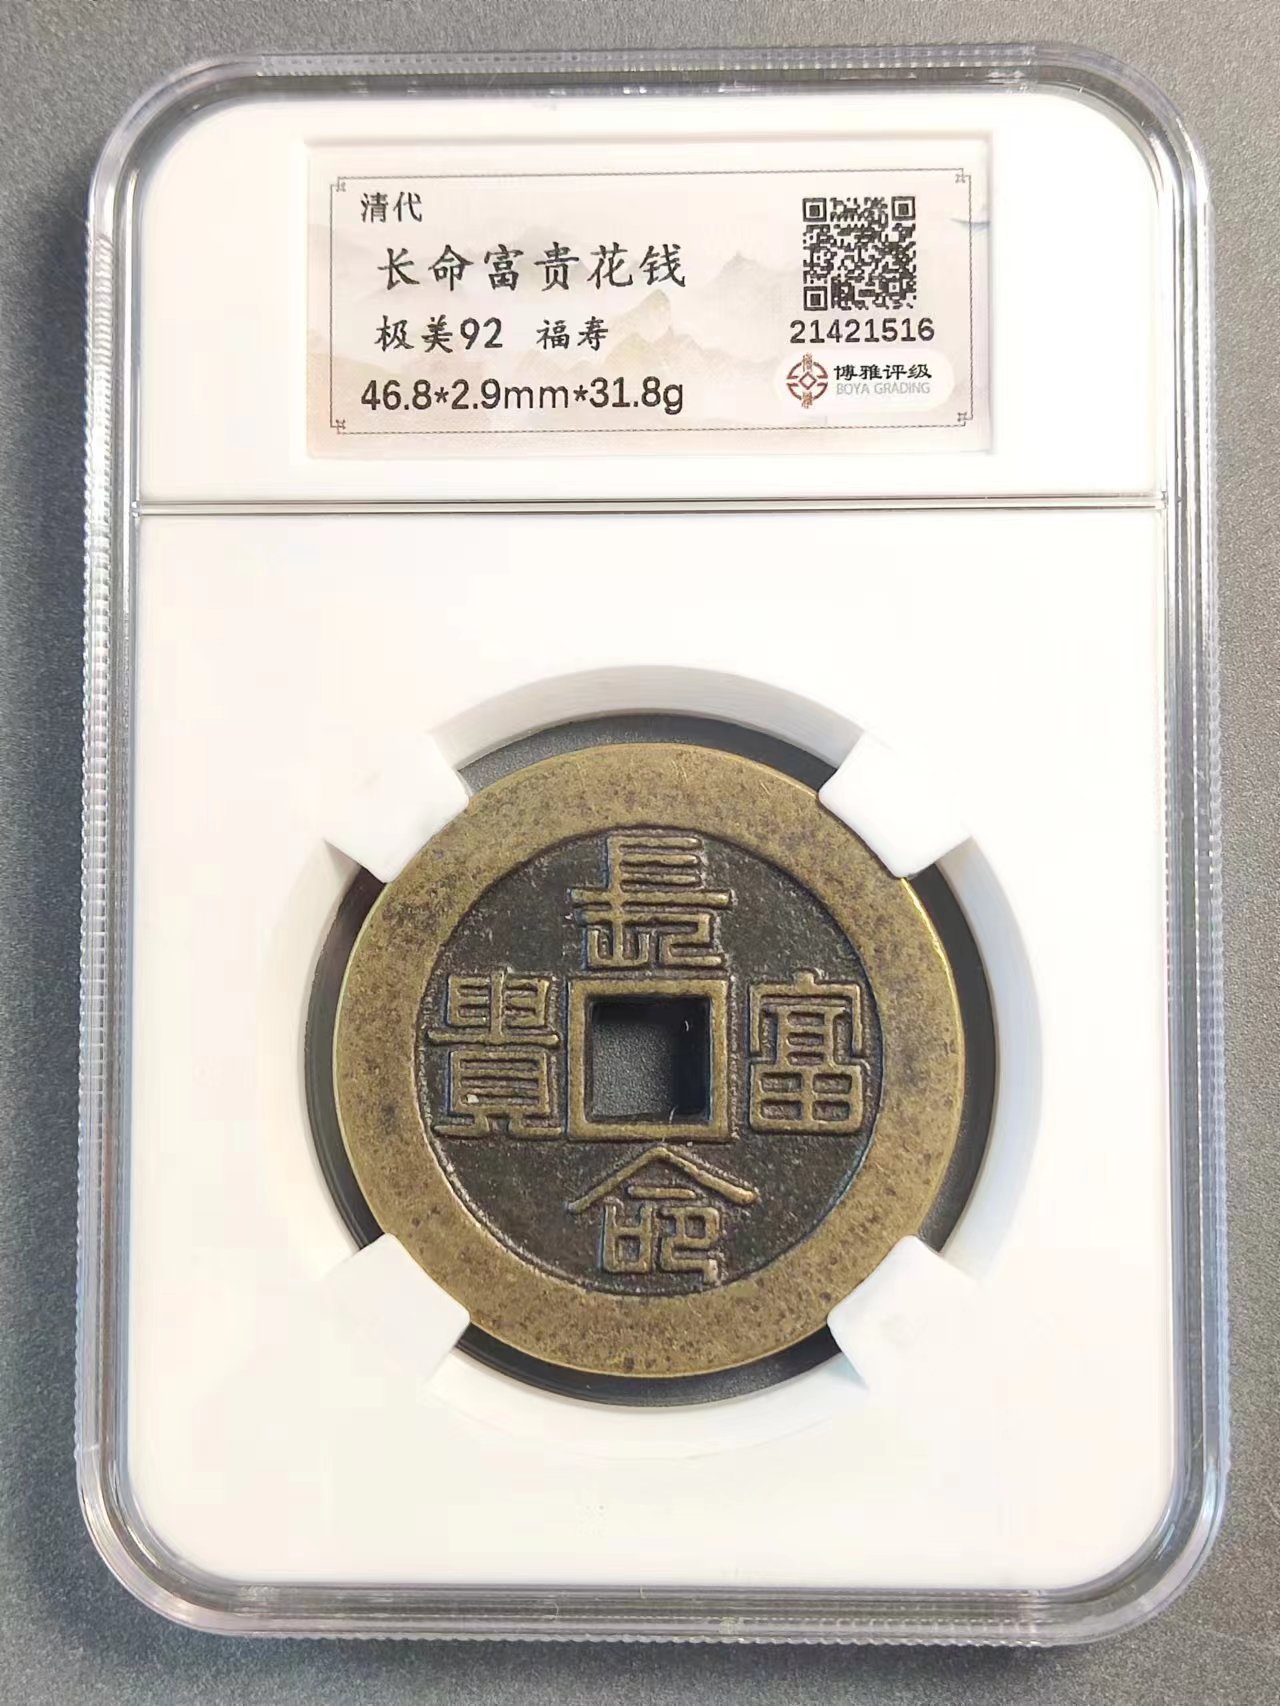 清代
长命富贵花钱
极美92 福寿
46.8*2.9mm*31.8g
21421516
博雅评级
BOYA GRADING
長
命
富
貴